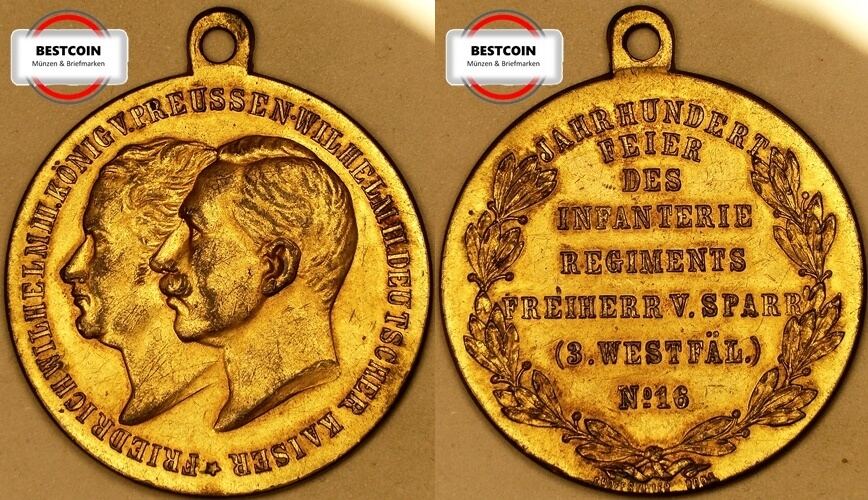 BESTCOIN
Münzen & Briefmarken
FRIEDRICH WILHELM III. KÖNIG V. PREUSSEN · WILHELM II. DEUTSCHER KAISER ★
BESTCOIN
Münzen & Briefmarken
JAHRHUNDERT
FEIER
DES
INFANTERIE
REGIMENTS
FREIHERR V. SPARR
(3. WESTFÄL.)
No. 16